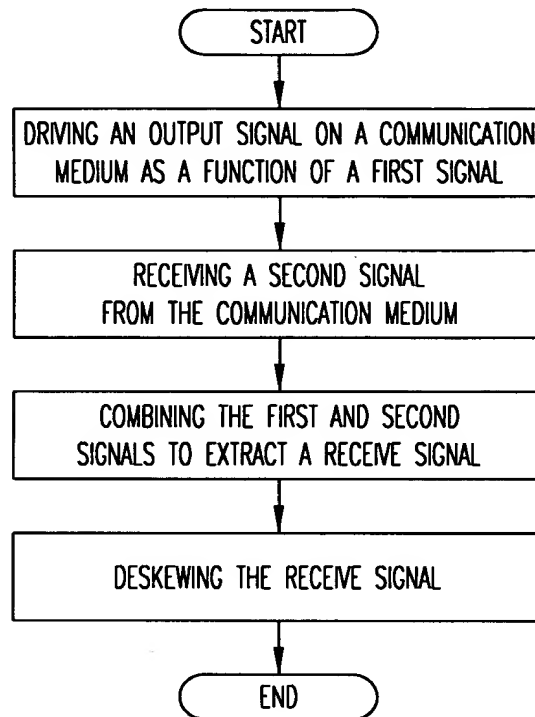 START
DRIVING AN OUTPUT SIGNAL ON A COMMUNICATION
MEDIUM AS A FUNCTION OF A FIRST SIGNAL
RECEIVING A SECOND SIGNAL
FROM THE COMMUNICATION MEDIUM
COMBINING THE FIRST AND SECOND
SIGNALS TO EXTRACT A RECEIVE SIGNAL
DESKEWING THE RECEIVE SIGNAL
END